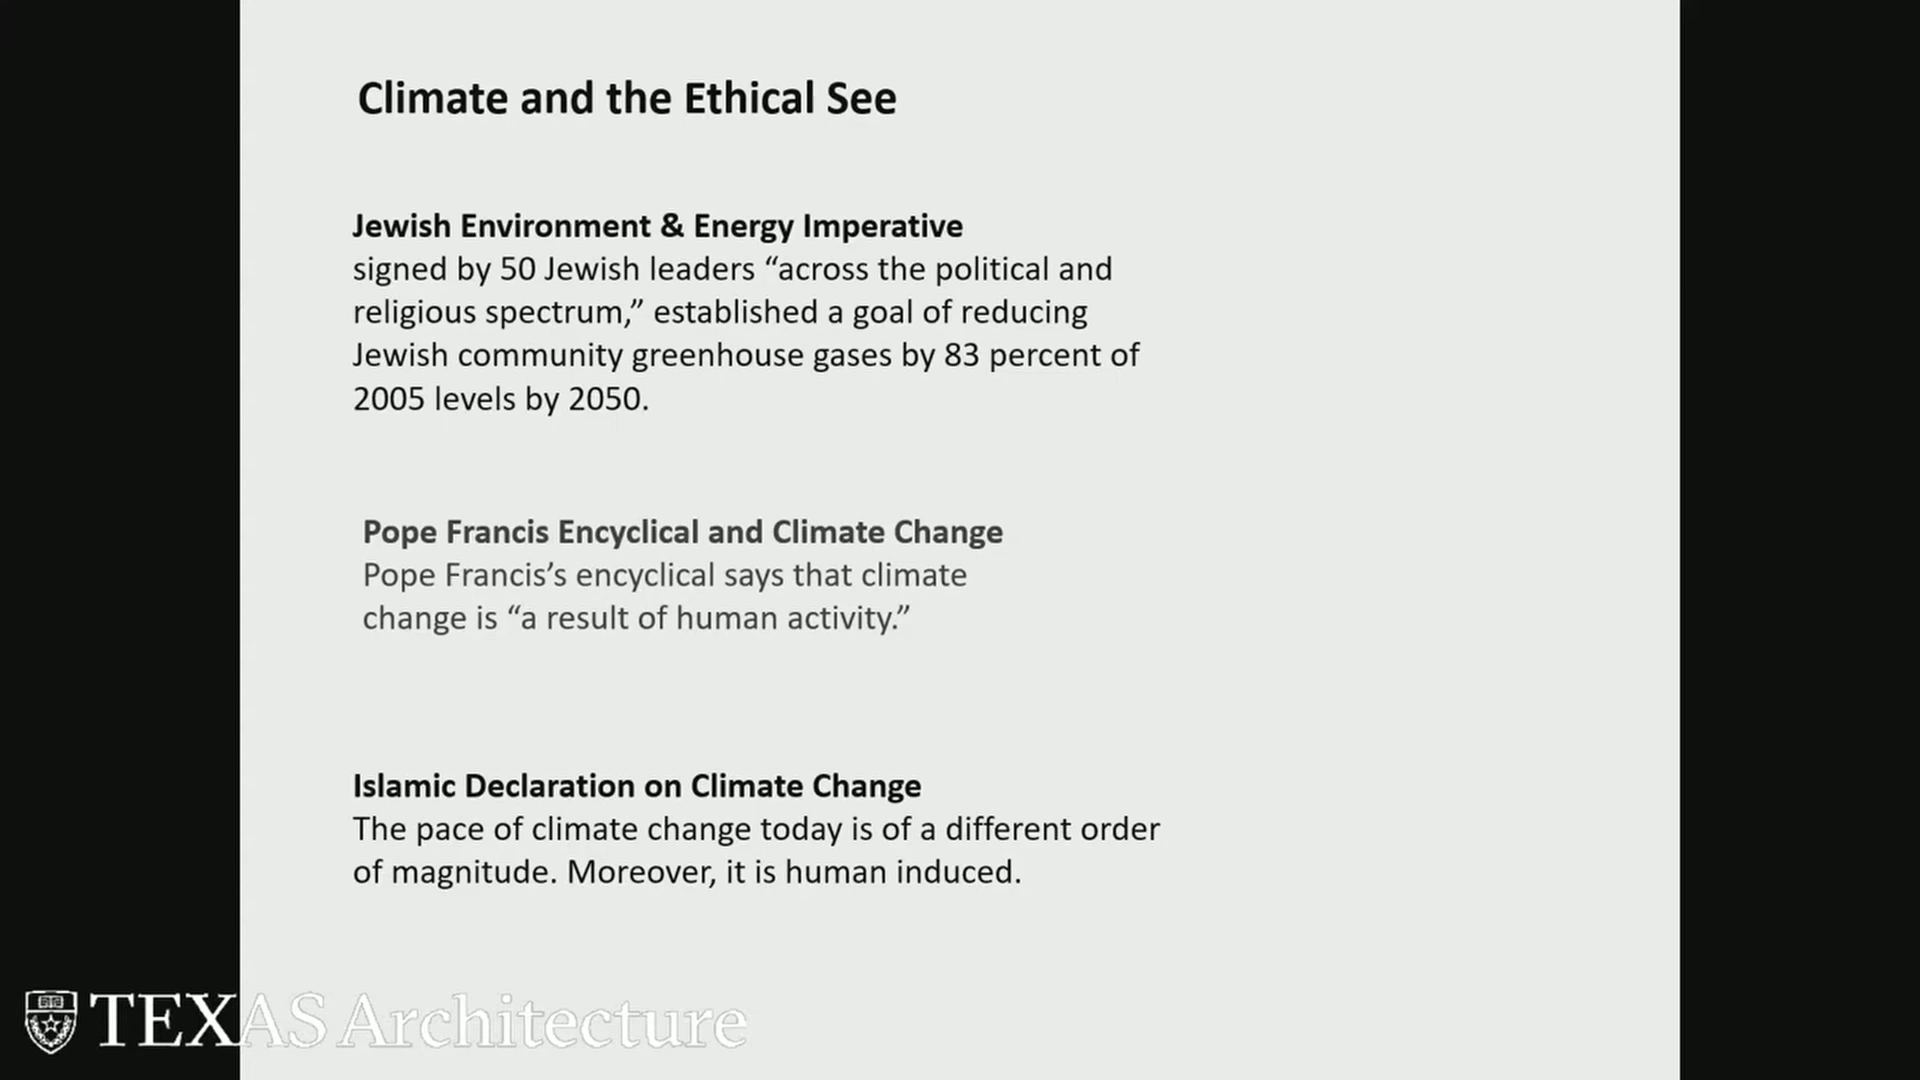 Climate and the Ethical See
Jewish Environment & Energy Imperative
signed by 50 Jewish leaders “across the political and
religious spectrum,” established a goal of reducing
Jewish community greenhouse gases by 83 percent of
2005 levels by 2050.
Pope Francis Encyclical and Climate Change
Pope Francis’s encyclical says that climate
change is “a result of human activity.”
Islamic Declaration on Climate Change
The pace of climate change today is of a different order
of magnitude. Moreover, it is human induced.
TEXAS Architecture